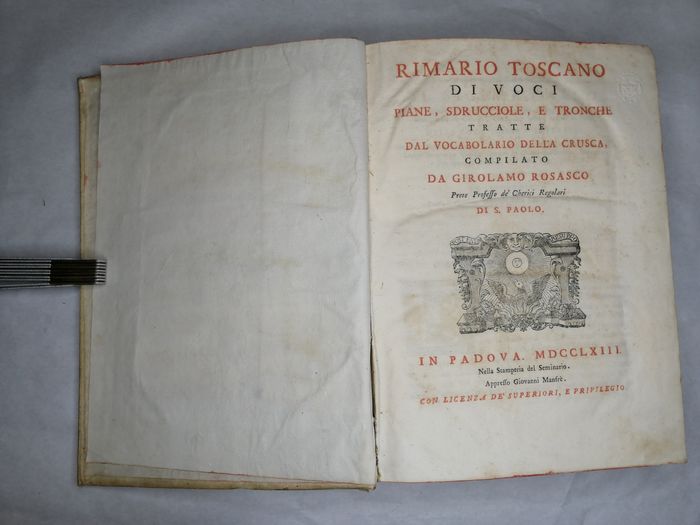 RIMARIO TOSCANO
DI VOCI
PIANE, SDRUCCIOLE, E TRONCHE
TRATTE
DAL VOCABOLARIO DELLA CRUSCA,
COMPILATO
DA GIROLAMO ROSASCO
Prete Professo de' Cherici Regolari
DI S. PAOLO.
IN PADOVA. MDCCLXIII.
Nella Stamperia del Seminario.
Appresso Giovanni Manfrè.
CON LICENZA DE' SUPERIORI, E PRIVILEGIO